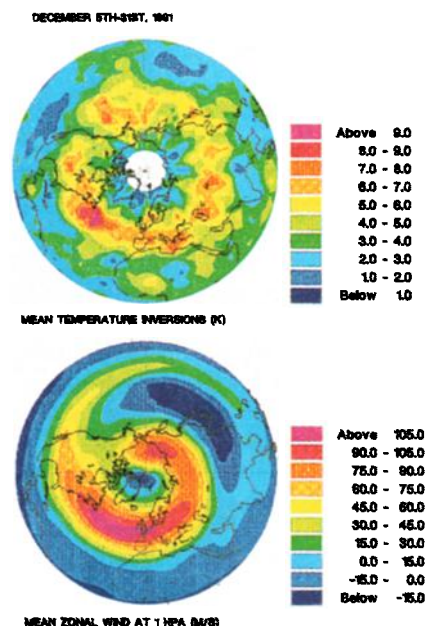 DECEMBER 5TH-31ST, 1991
Above 9.0
8.0 - 9.0
7.0 - 8.0
6.0 - 7.0
5.0 - 6.0
4.0 - 5.0
3.0 - 4.0
2.0 - 3.0
1.0 - 2.0
Below 1.0
MEAN TEMPERATURE INVERSIONS (K)
Above 105.0
90.0 - 105.0
75.0 - 90.0
60.0 - 75.0
45.0 - 60.0
30.0 - 45.0
15.0 - 30.0
0.0 - 15.0
-15.0 - 0.0
Below -15.0
MEAN ZONAL WIND AT 1 HPA (M/S)